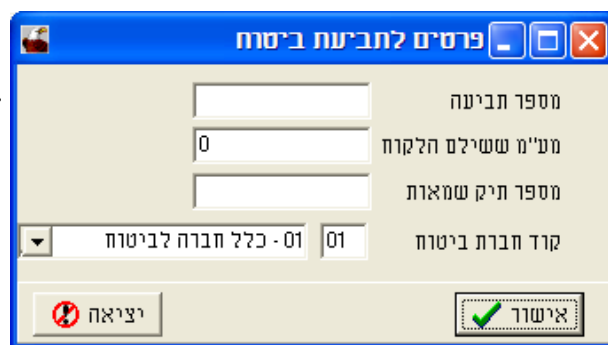 פרטים לתביעת ביטוח
מספר תביעה
מע"מ ששילם הלקוח 0
מספר תיק שמאות
קוד חברת ביטוח 01 01 - כלל חברה לביטוח
אישור יציאה